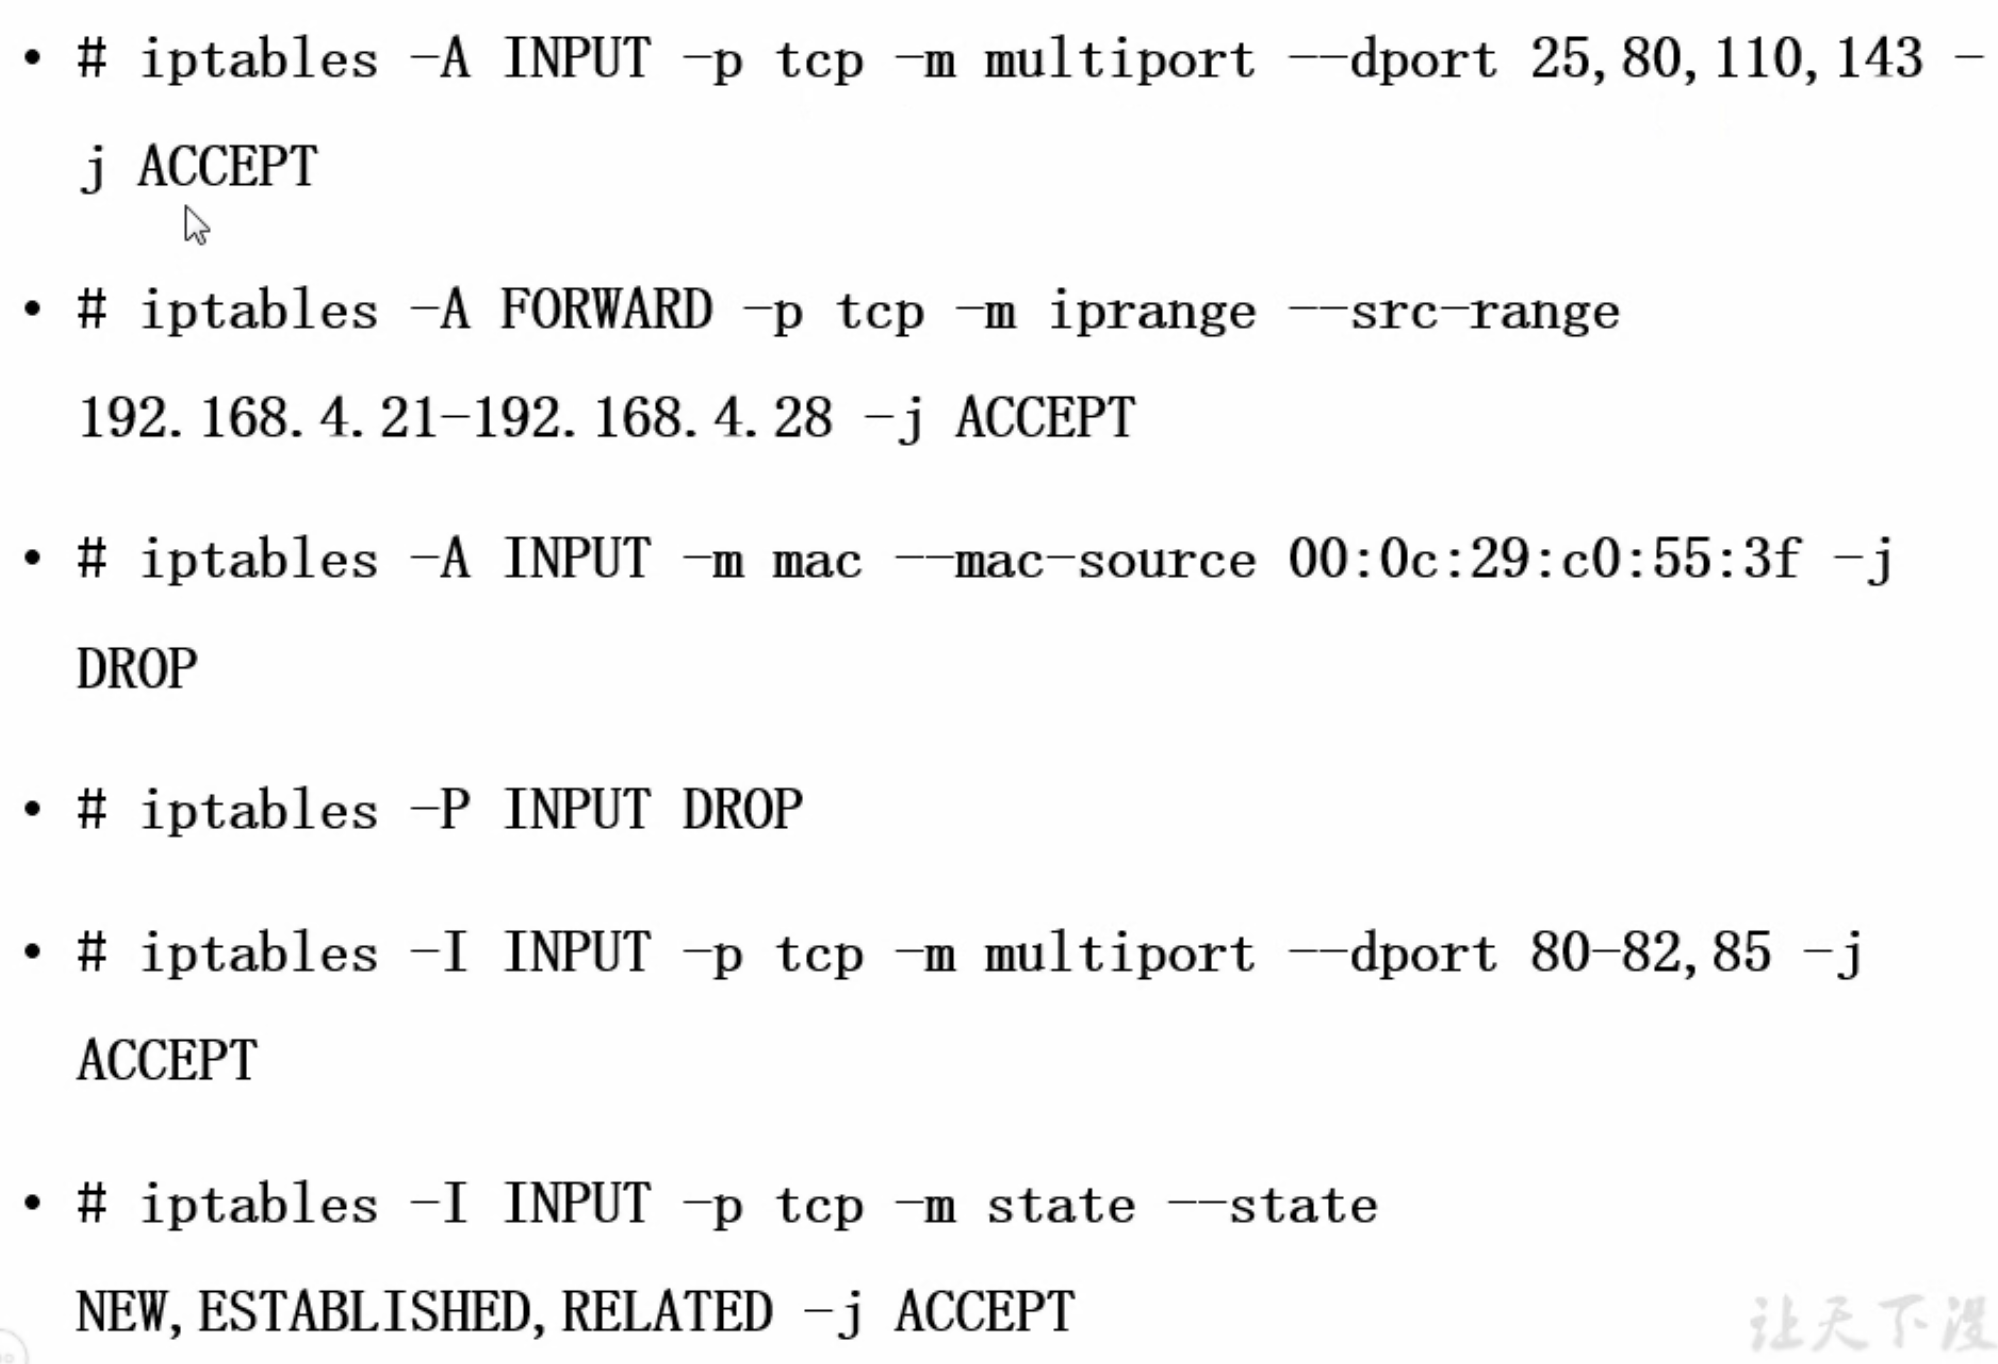 • # iptables -A INPUT -p tcp -m multiport --dport 25,80,110,143 -
j ACCEPT
• # iptables -A FORWARD -p tcp -m iprange --src-range
192.168.4.21-192.168.4.28 -j ACCEPT
• # iptables -A INPUT -m mac --mac-source 00:0c:29:c0:55:3f -j
DROP
• # iptables -P INPUT DROP
• # iptables -I INPUT -p tcp -m multiport --dport 80-82,85 -j
ACCEPT
• # iptables -I INPUT -p tcp -m state --state
NEW,ESTABLISHED,RELATED -j ACCEPT
让天下没